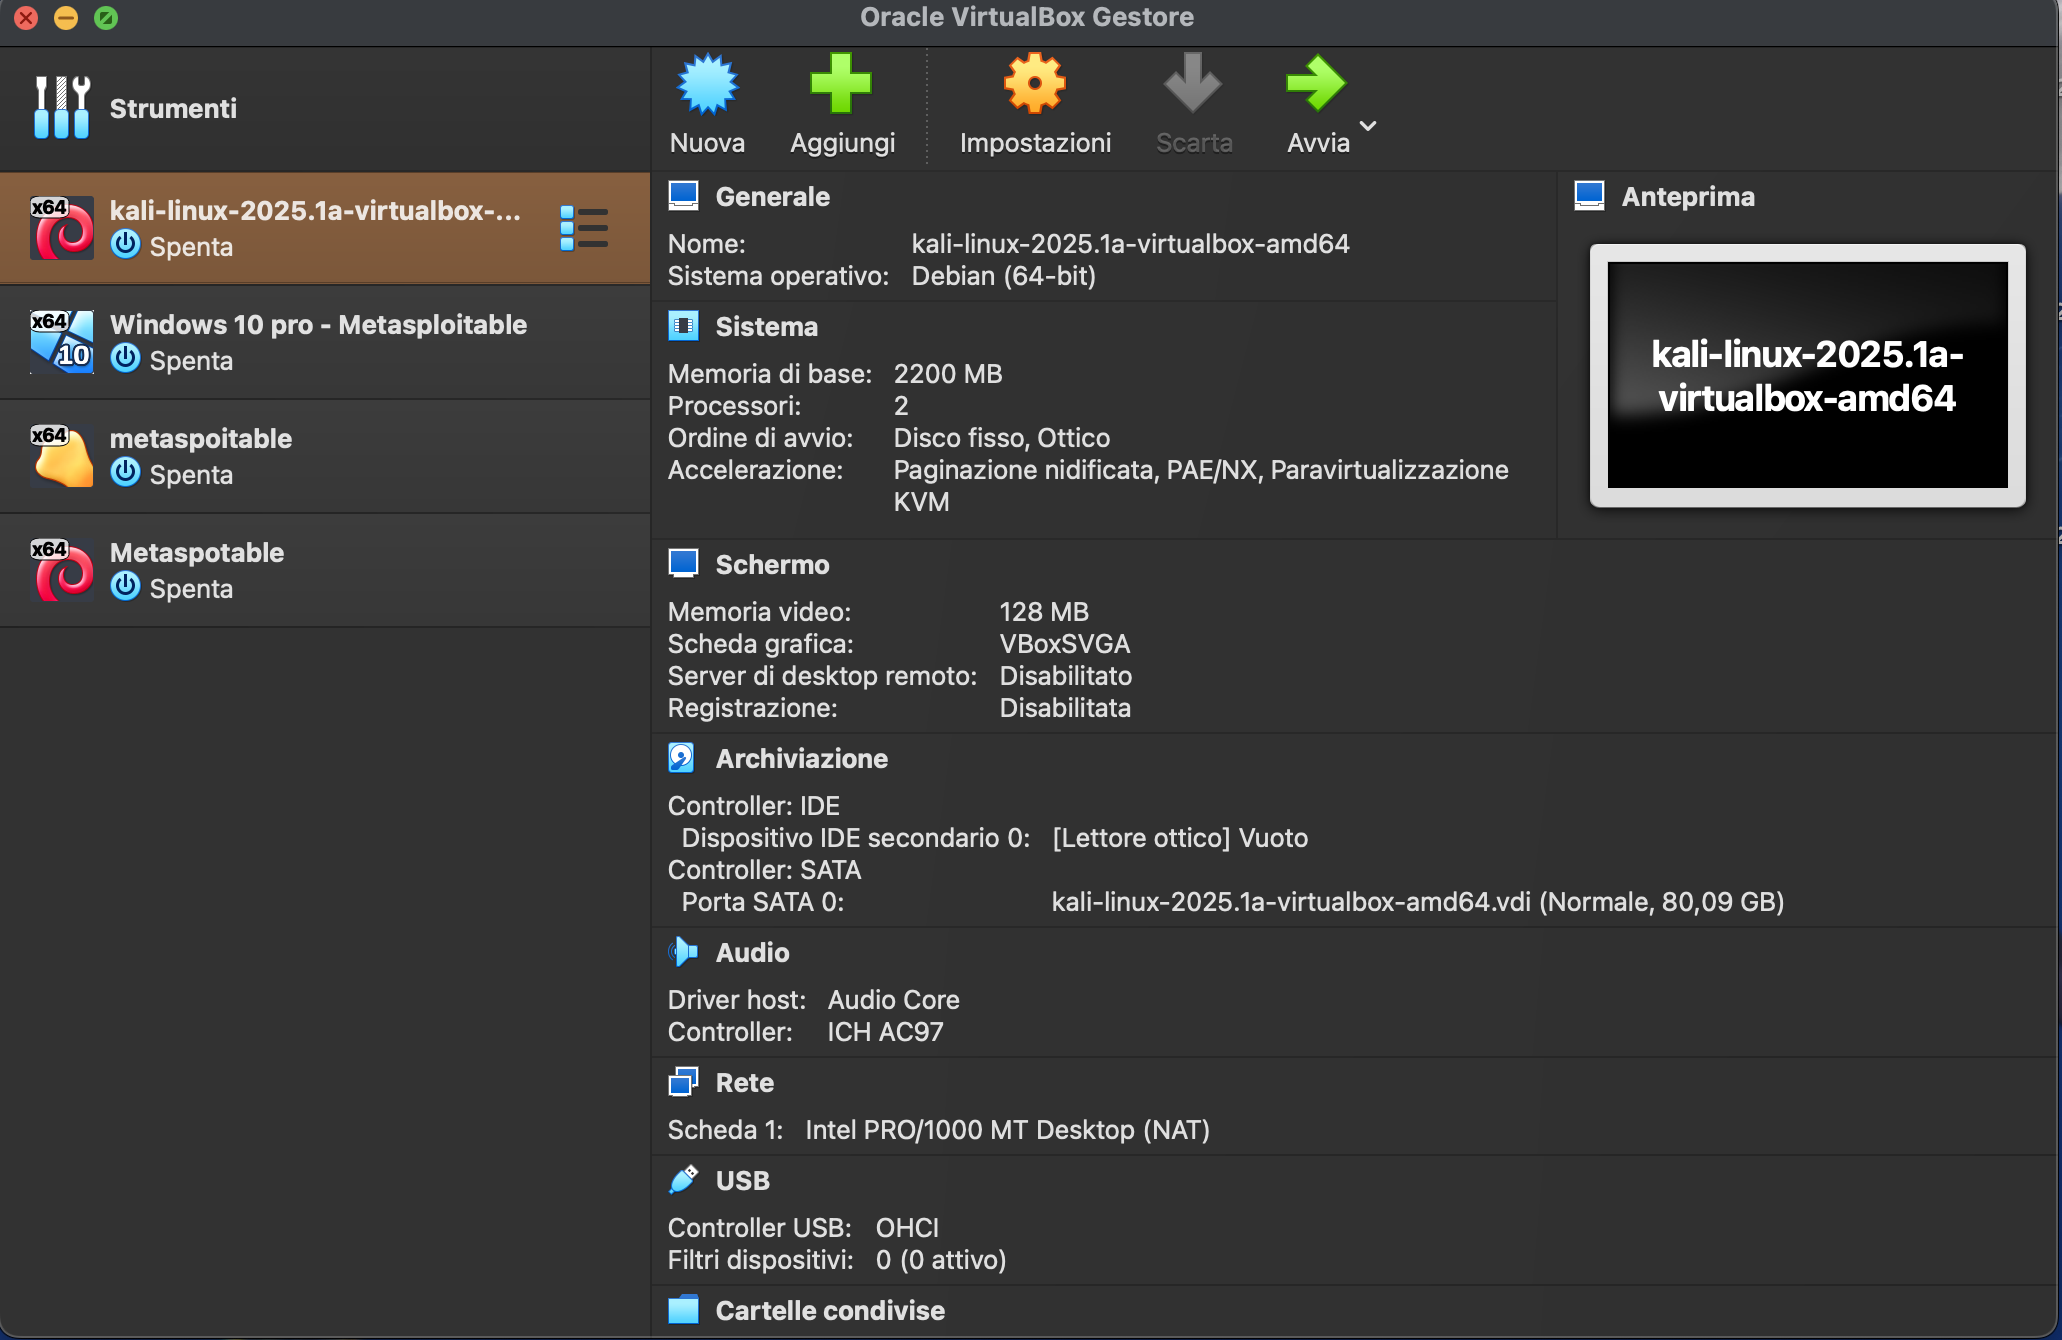 Oracle VirtualBox Gestore
Strumenti
Nuova
Aggiungi
Impostazioni
Scarta
Avvia
x64
kali-linux-2025.1a-virtualbox-...
Spenta
x64
10
Windows 10 pro - Metasploitable
Spenta
x64
metaspoitable
Spenta
x64
Metaspotable
Spenta
Generale
Nome: kali-linux-2025.1a-virtualbox-amd64
Sistema operativo: Debian (64-bit)
Anteprima
kali-linux-2025.1a-
virtualbox-amd64
Sistema
Memoria di base: 2200 MB
Processori: 2
Ordine di avvio: Disco fisso, Ottico
Accelerazione: Paginazione nidificata, PAE/NX, Paravirtualizzazione
KVM
Schermo
Memoria video: 128 MB
Scheda grafica: VBoxSVGA
Server di desktop remoto: Disabilitato
Registrazione: Disabilitata
Archiviazione
Controller: IDE
Dispositivo IDE secondario 0: [Lettore ottico] Vuoto
Controller: SATA
Porta SATA 0: kali-linux-2025.1a-virtualbox-amd64.vdi (Normale, 80,09 GB)
Audio
Driver host: Audio Core
Controller: ICH AC97
Rete
Scheda 1: Intel PRO/1000 MT Desktop (NAT)
USB
Controller USB: OHCI
Filtri dispositivi: 0 (0 attivo)
Cartelle condivise